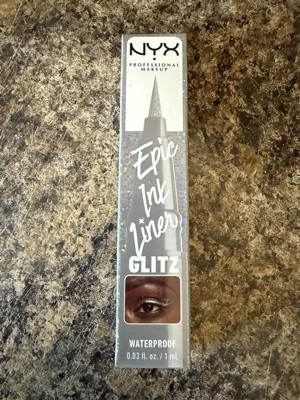 NYX
PROFESSIONAL
MAKEUP
Epic
Ink
Liner
GLITZ
WATERPROOF
0.03 fl. oz. / 1 mL